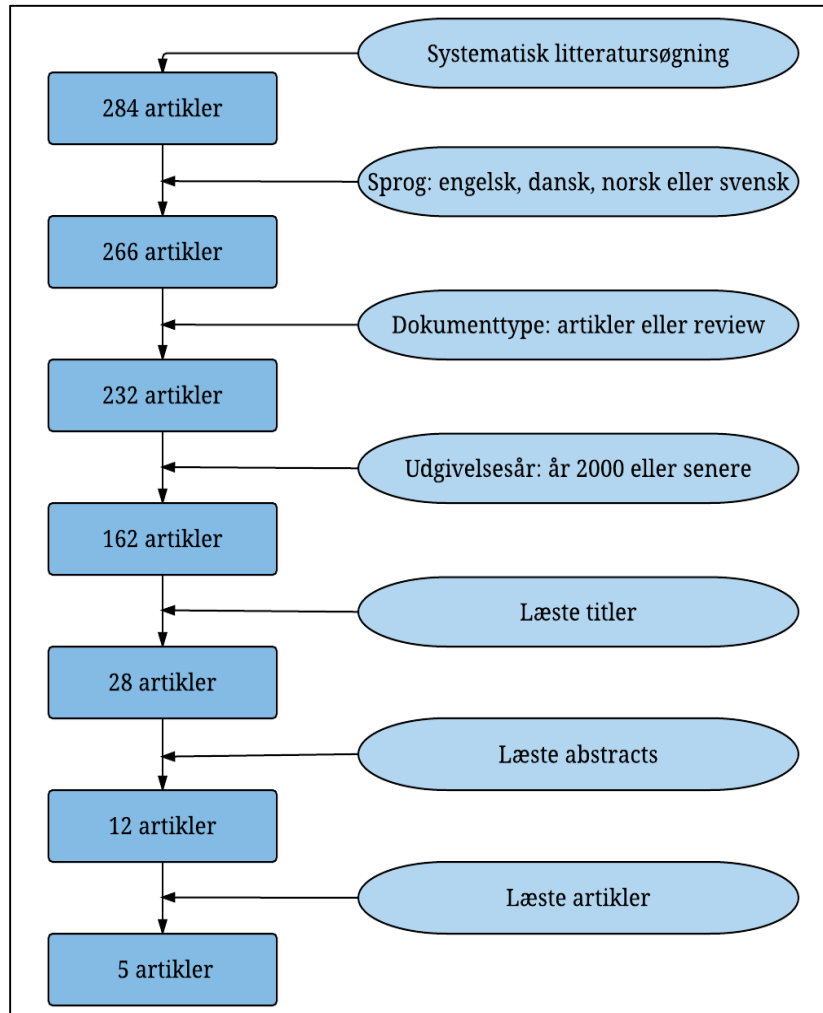 Systematisk litteratursøgning
284 artikler
Sprog: engelsk, dansk, norsk eller svensk
266 artikler
Dokumenttype: artikler eller review
232 artikler
Udgivelsesår: år 2000 eller senere
162 artikler
Læste titler
28 artikler
Læste abstracts
12 artikler
Læste artikler
5 artikler